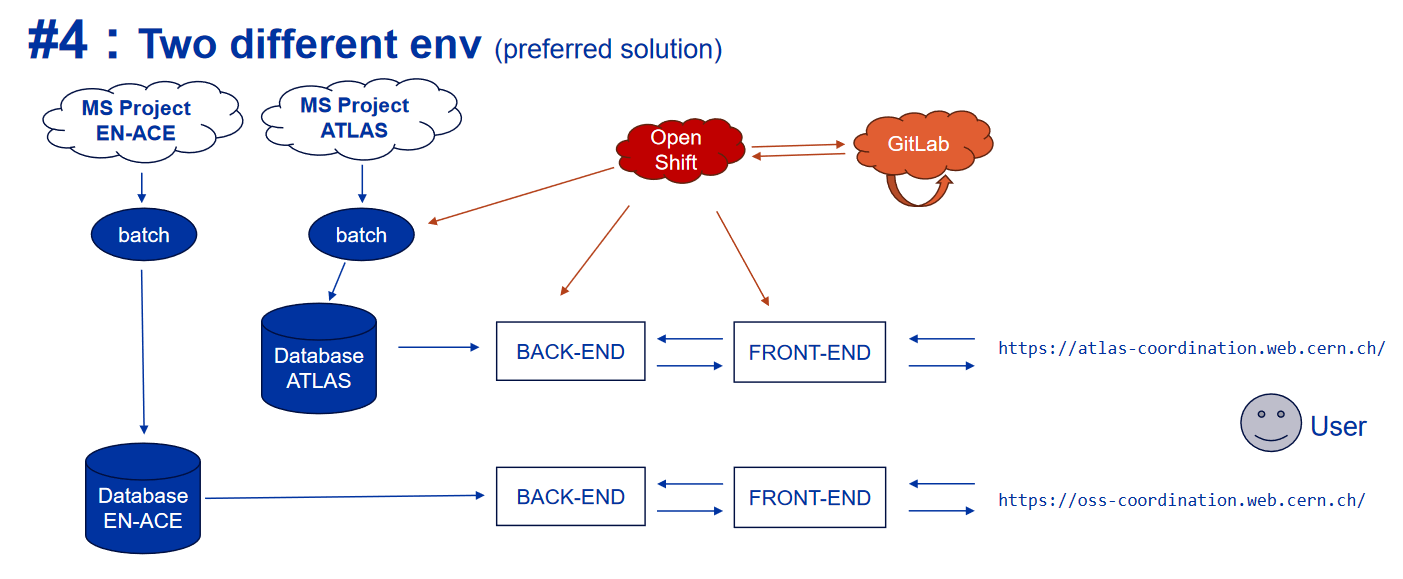 #4 : Two different env (preferred solution)
MS Project
EN-ACE
MS Project
ATLAS
Open
Shift
GitLab
batch
batch
Database
ATLAS
BACK-END
FRONT-END
https://atlas-coordination.web.cern.ch/
User
Database
EN-ACE
BACK-END
FRONT-END
https://oss-coordination.web.cern.ch/